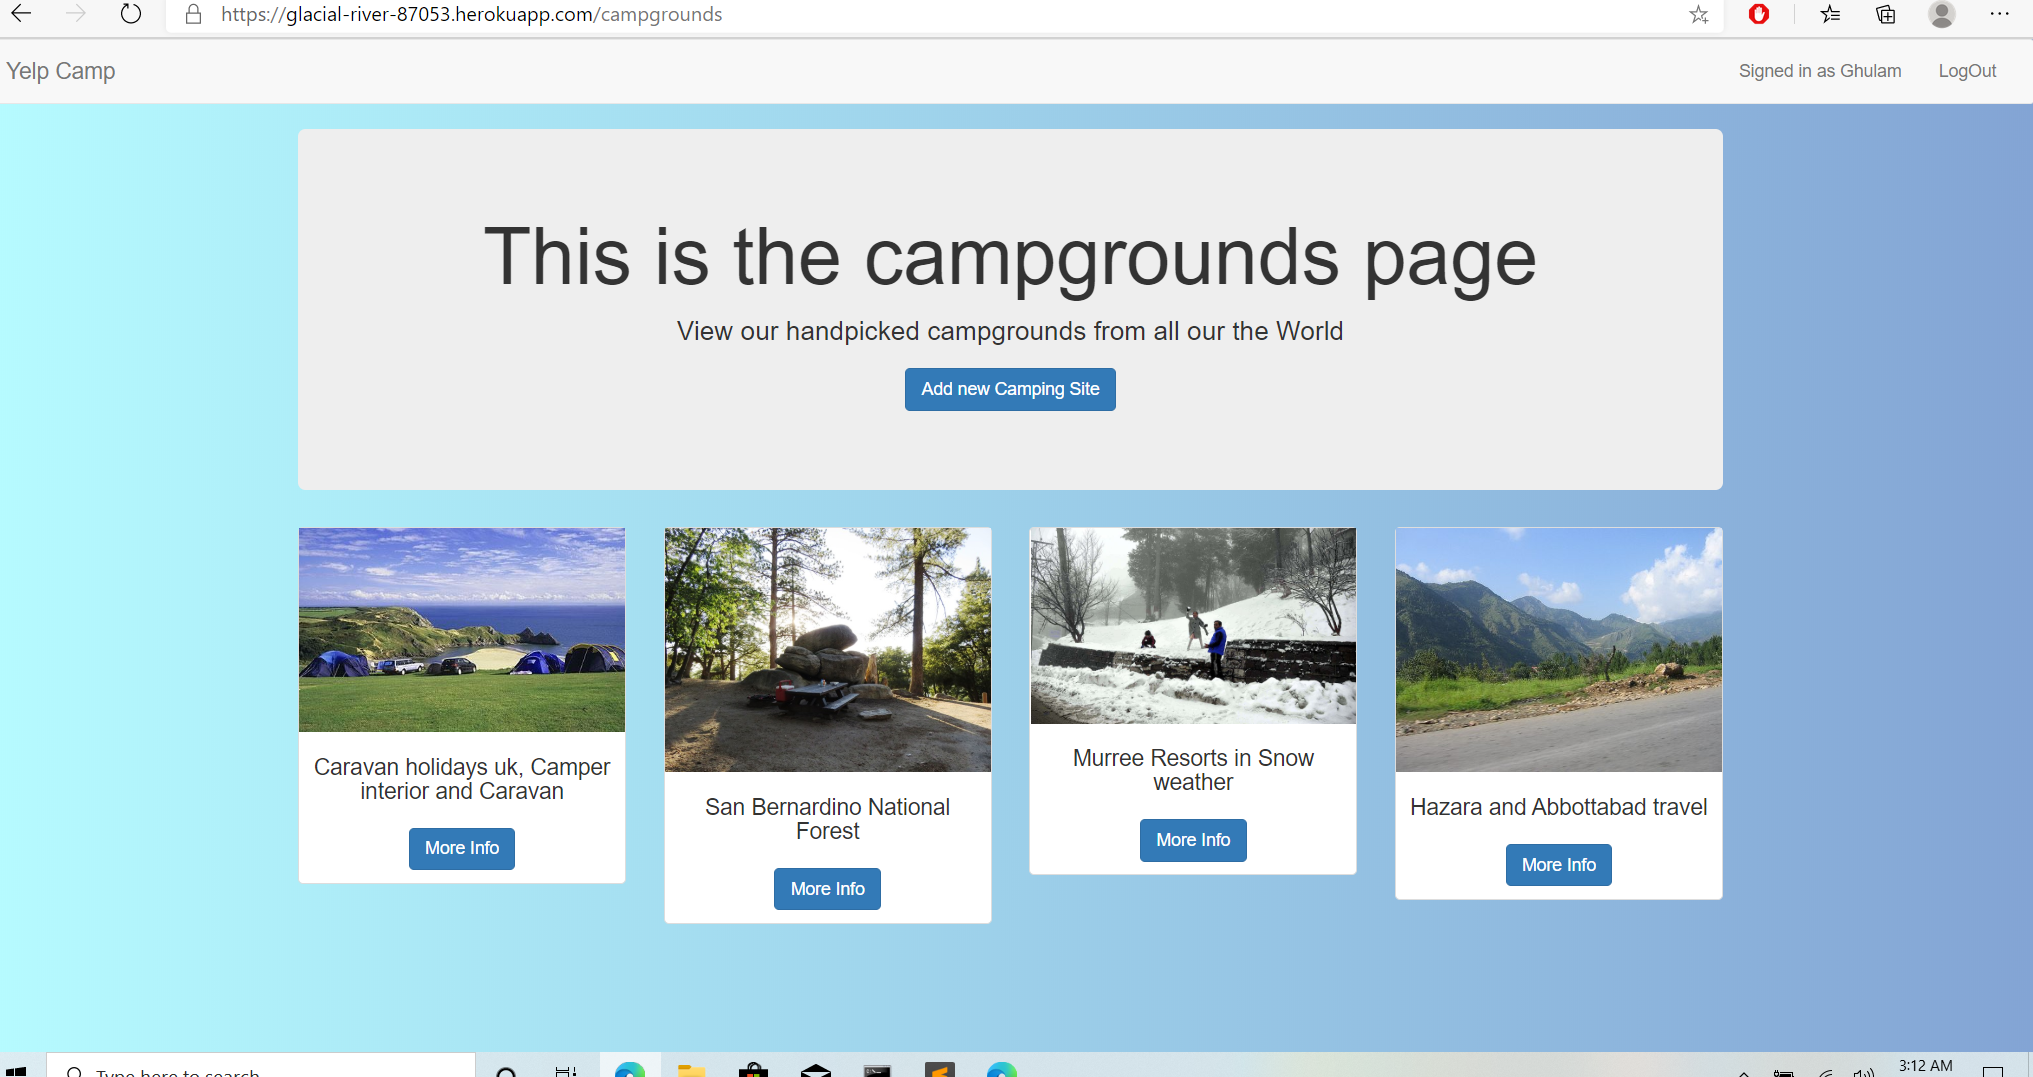 https://glacial-river-87053.herokuapp.com/campgrounds
Yelp Camp
Signed in as Ghulam
LogOut
This is the campgrounds page
View our handpicked campgrounds from all our the World
Add new Camping Site
Caravan holidays uk, Camper
interior and Caravan
More Info
San Bernardino National
Forest
More Info
Murree Resorts in Snow
weather
More Info
Hazara and Abbottabad travel
More Info
Type here to search
3:12 AM